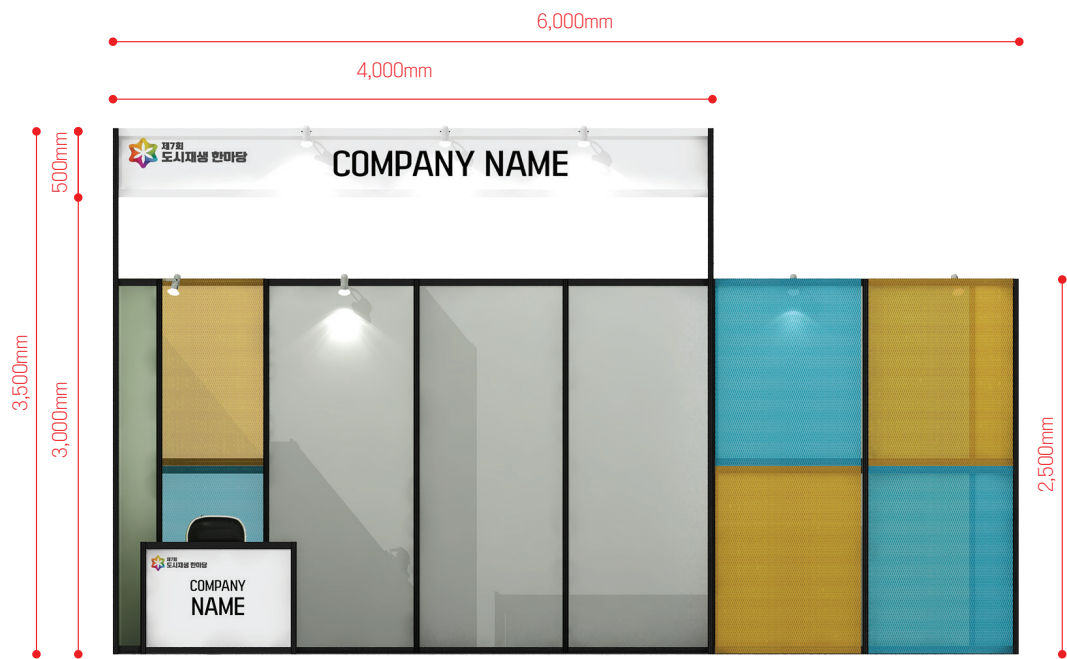 6,000mm
4,000mm
500mm
제7회
도시재생 한마당
COMPANY NAME
3,500mm
3,000mm
2,500mm
제7회
도시재생 한마당
COMPANY
NAME